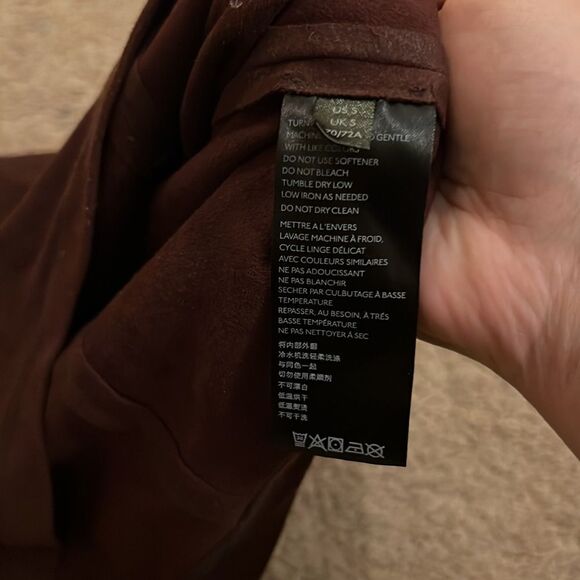 US S
UK S
70/72A
TURN
MACHINE GENTLE
WITH LIKE COLORS
DO NOT USE SOFTENER
DO NOT BLEACH
TUMBLE DRY LOW
LOW IRON AS NEEDED
DO NOT DRY CLEAN
METTRE A L'ENVERS
LAVAGE MACHINE À FROID,
CYCLE LINGE DÉLICAT
AVEC COULEURS SIMILAIRES
NE PAS ADOUCISSANT
NE PAS BLANCHIR
SECHER PAR CULBUTAGE À BASSE
TEMPERATURE
REPASSER, AU BESOIN, À TRÉS
BASSE TEMPÉRATURE
NE PAS NETTOYER À SEC
将内部外翻
冷水机洗轻柔洗涤
与同色一起
切勿使用柔顺剂
不可漂白
低温烘干
低温熨烫
不可干洗